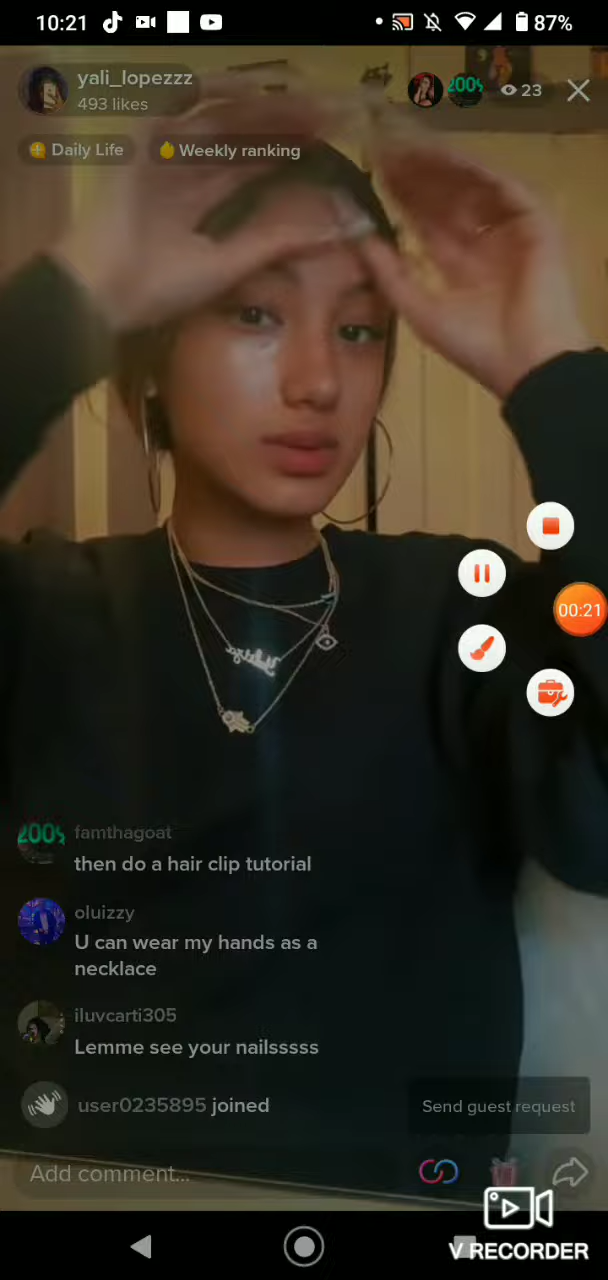 10:21
87%
yali_lopezzz
493 likes
23
Daily Life
Weekly ranking
00:21
famthagoat
then do a hair clip tutorial
oluizzy
U can wear my hands as a
necklace
iluvcarti305
Lemme see your nailsssss
user0235895 joined
Send guest request
Add comment...
V RECORDER